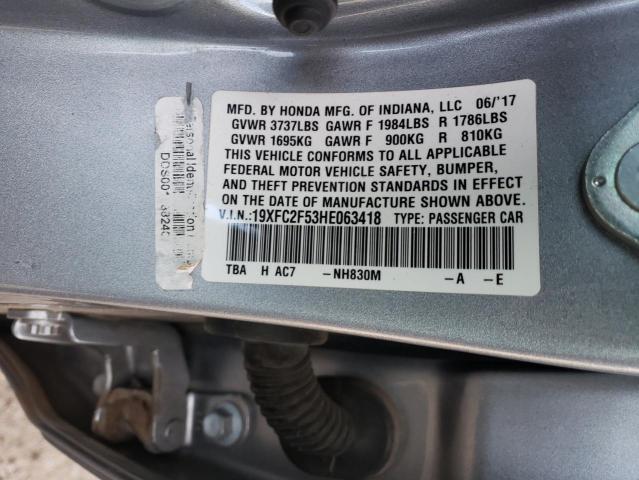 MFD. BY HONDA MFG. OF INDIANA, LLC 06/'17
GVWR 3737LBS GAWR F 1984LBS R 1786LBS
GVWR 1695KG GAWR F 900KG R 810KG
THIS VEHICLE CONFORMS TO ALL APPLICABLE
FEDERAL MOTOR VEHICLE SAFETY, BUMPER,
AND THEFT PREVENTION STANDARDS IN EFFECT
ON THE DATE OF MANUFACTURE SHOWN ABOVE.
V.I.N.:19XFC2F53HE063418 TYPE: PASSENGER CAR
TBA H AC7 -NH830M -A -E